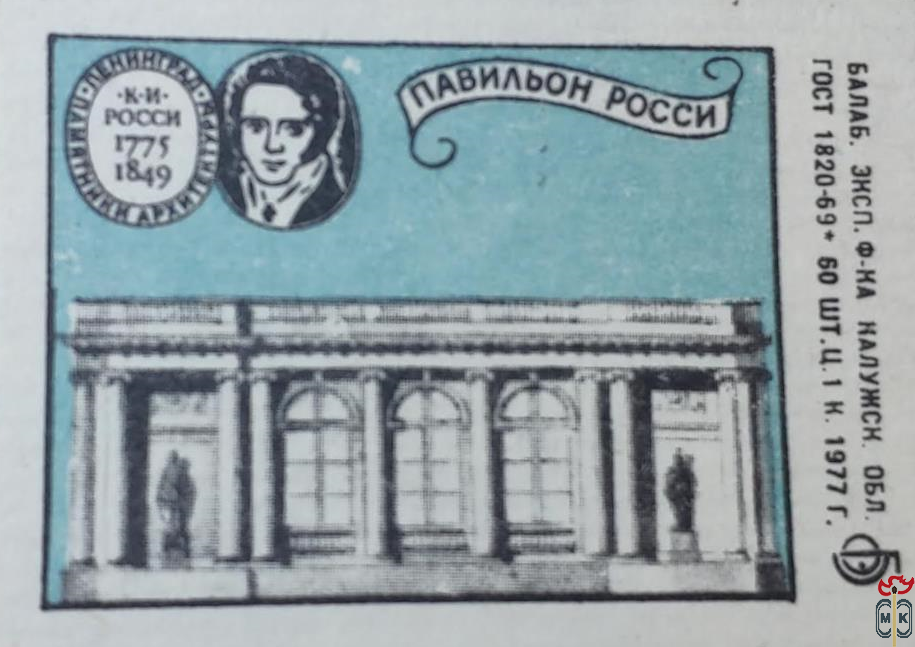 ПАМЯТНИКИ АРХИТЕКТУРЫ · ЛЕНИНГРАД ·
·К·И·
РОССИ
1775
1849
ПАВИЛЬОН РОССИ
БАЛАБ. ЭКСП. Ф-КА КАЛУЖСК. ОБЛ.
ГОСТ 1820-69* 60 ШТ. Ц. 1 К. 1977 Г.
МК